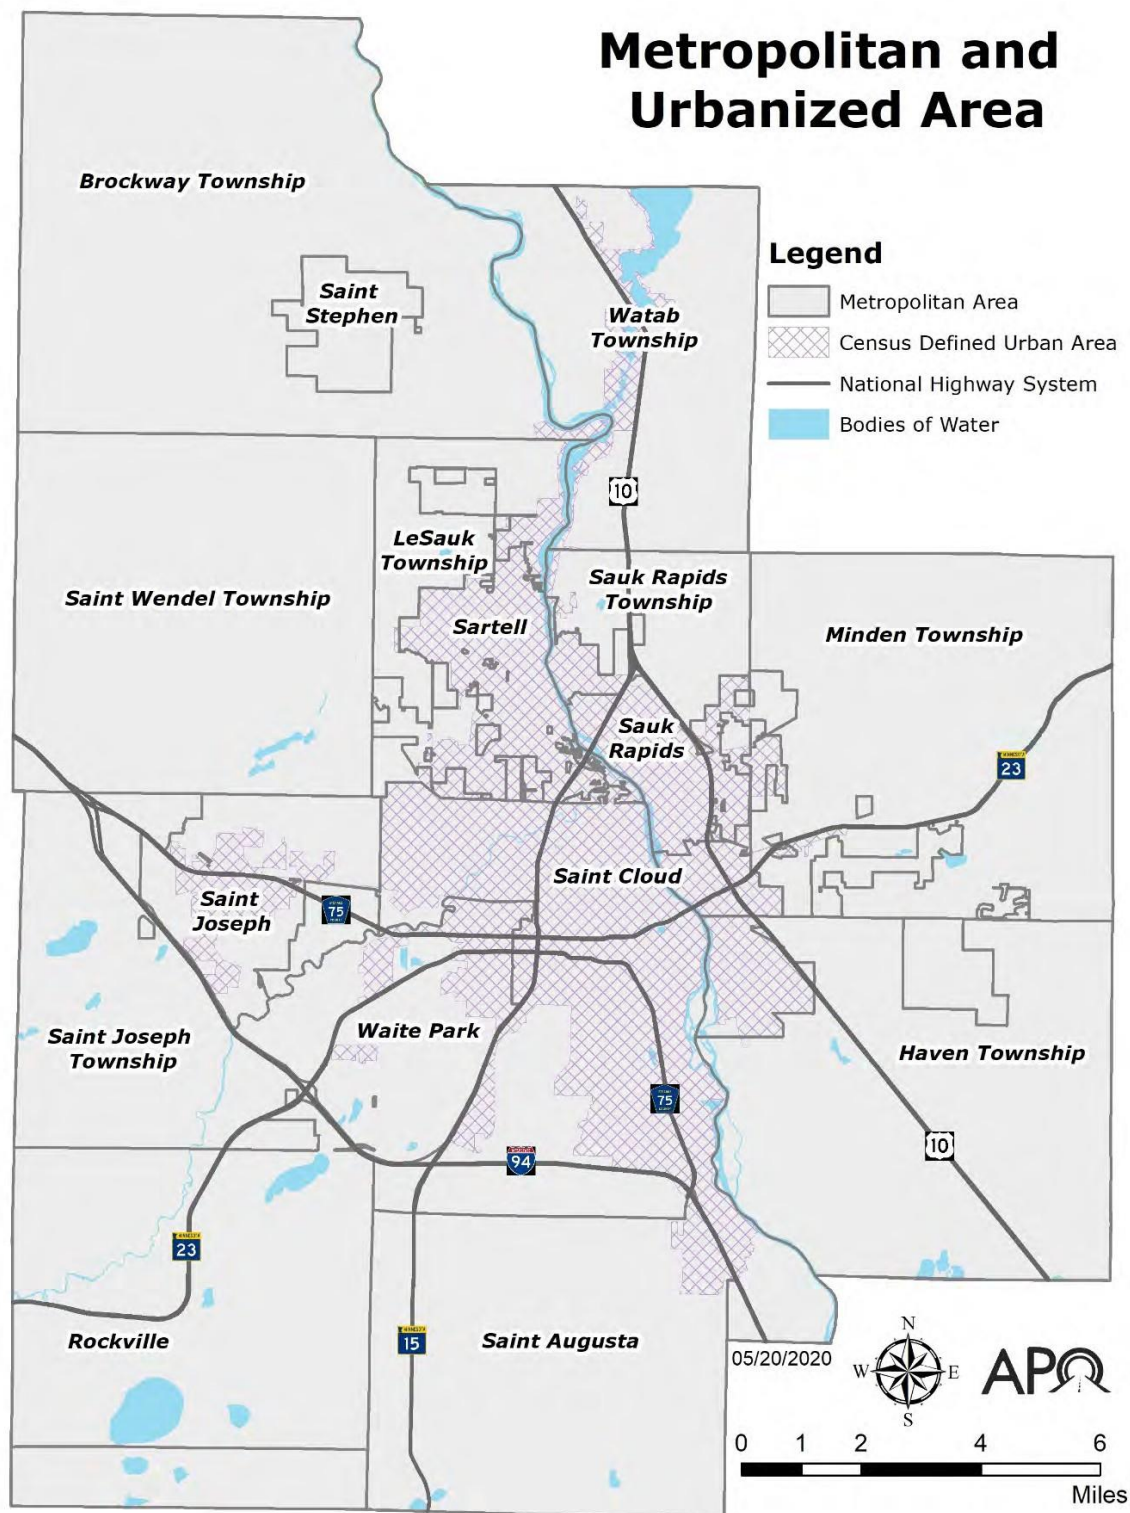 Metropolitan and
Urbanized Area
Brockway Township
Saint
Stephen
Watab
Township
Legend
Metropolitan Area
Census Defined Urban Area
National Highway System
Bodies of Water
10
LeSauk
Township
Saint Wendel Township
Sartell
Sauk Rapids
Township
Minden Township
Sauk
Rapids
23
Saint Cloud
Saint
Joseph
75
Saint Joseph
Township
Waite Park
Haven Township
75
10
94
23
15
Rockville
Saint Augusta
05/20/2020
N
W
E
S
APO
0 1 2 4 6
Miles